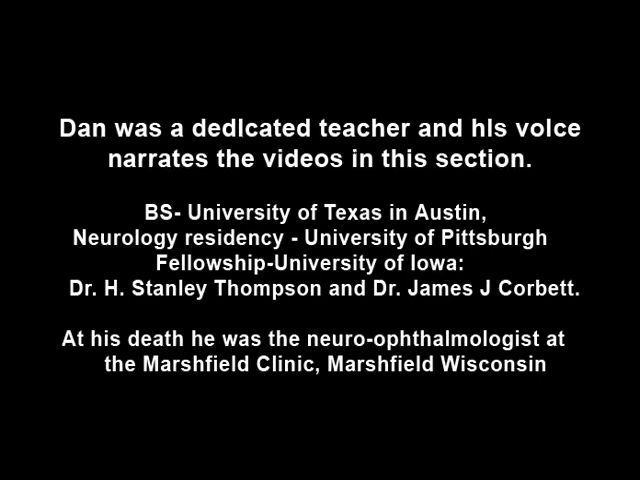 Dan was a dedicated teacher and his voice
narrates the videos in this section.
BS- University of Texas in Austin,
Neurology residency - University of Pittsburgh
Fellowship-University of Iowa:
Dr. H. Stanley Thompson and Dr. James J Corbett.
At his death he was the neuro-ophthalmologist at
the Marshfield Clinic, Marshfield Wisconsin